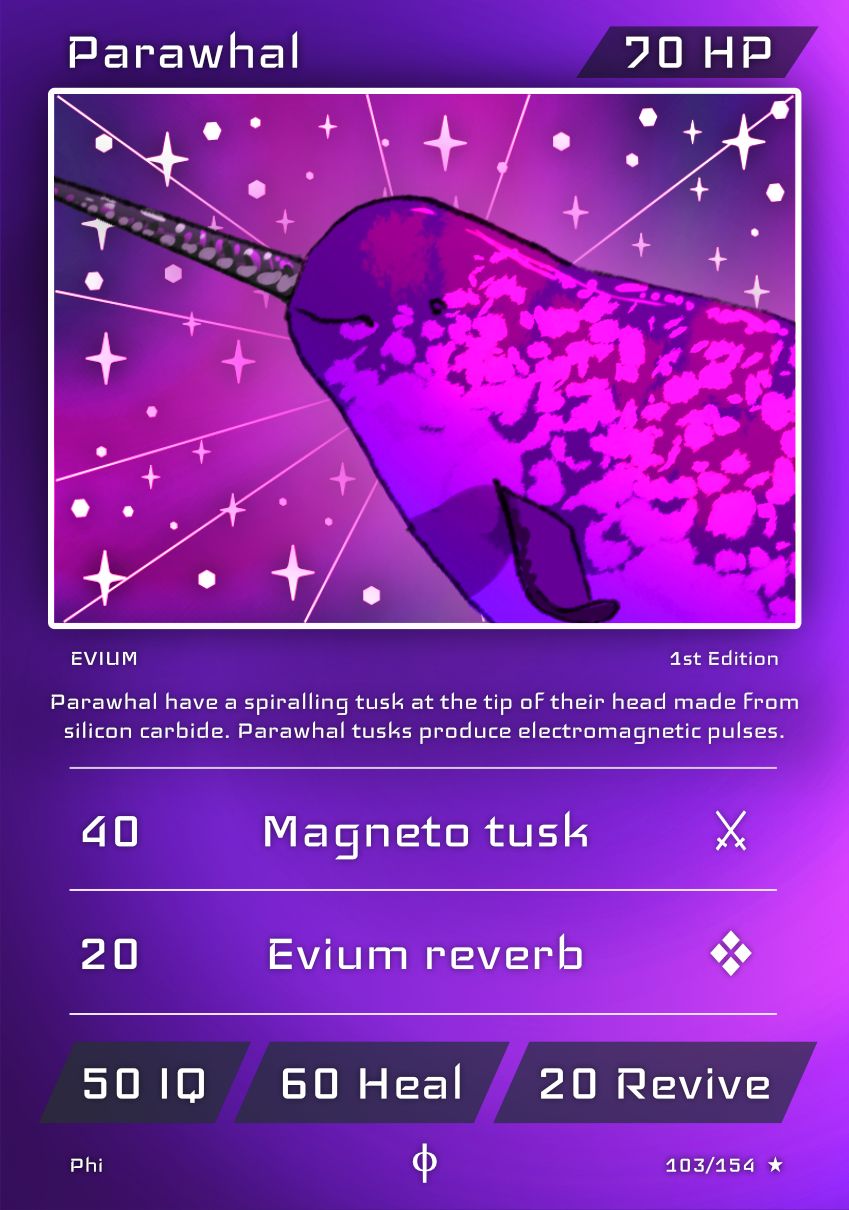 Parawhal
70 HP
EVIUM
1st Edition
Parawhal have a spiralling tusk at the tip of their head made from
silicon carbide. Parawhal tusks produce electromagnetic pulses.
40 Magneto tusk
20 Evium reverb
50 IQ
60 Heal
20 Revive
Phi
ф
103/154 ★